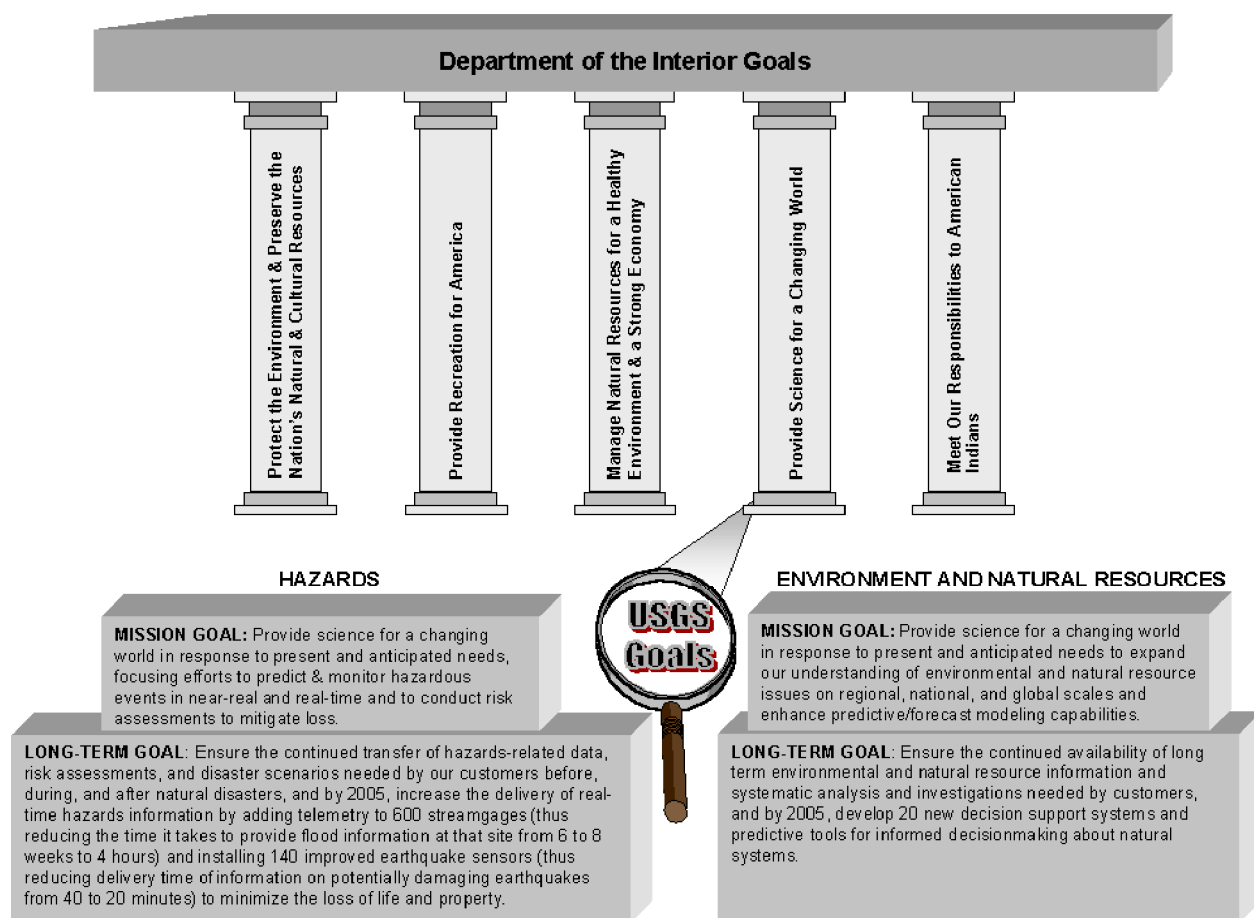 Department of the Interior Goals
Protect the Environment & Preserve the
Nation's Natural & Cultural Resources
Provide Recreation for America
Manage Natural Resources for a Healthy
Environment & a Strong Economy
Provide Science for a Changing World
Meet Our Responsibilities to American
Indians
HAZARDS
MISSION GOAL: Provide science for a changing
world in response to present and anticipated needs,
focusing efforts to predict & monitor hazardous
events in near-real and real-time and to conduct risk
assessments to mitigate loss.
LONG-TERM GOAL: Ensure the continued transfer of hazards-related data,
risk assessments, and disaster scenarios needed by our customers before,
during, and after natural disasters, and by 2005, increase the delivery of real-
time hazards information by adding telemetry to 600 streamgages (thus
reducing the time it takes to provide flood information at that site from 6 to 8
weeks to 4 hours) and installing 140 improved earthquake sensors (thus
reducing delivery time of information on potentially damaging earthquakes
from 40 to 20 minutes) to minimize the loss of life and property.
USGS
Goals
ENVIRONMENT AND NATURAL RESOURCES
MISSION GOAL: Provide science for a changing world
in response to present and anticipated needs to expand
our understanding of environmental and natural resource
issues on regional, national, and global scales and
enhance predictive/forecast modeling capabilities.
LONG-TERM GOAL: Ensure the continued availability of long
term environmental and natural resource information and
systematic analysis and investigations needed by customers,
and by 2005, develop 20 new decision support systems and
predictive tools for informed decisionmaking about natural
systems.